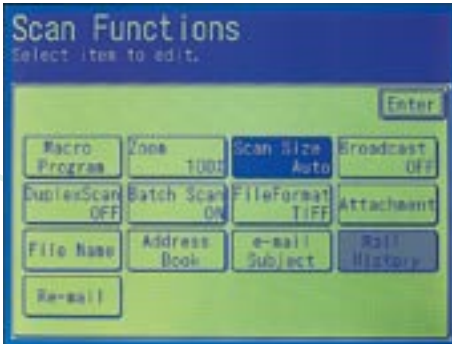 Scan Functions
Select item to edit.
Enter
Macro
Program
Zoom
100%
Scan Size
Auto
Broadcast
OFF
DuplexScan
OFF
Batch Scan
ON
FileFormat
TIFF
Attachment
File Name
Address
Book
e-mail
Subject
Mail
History
Re-mail